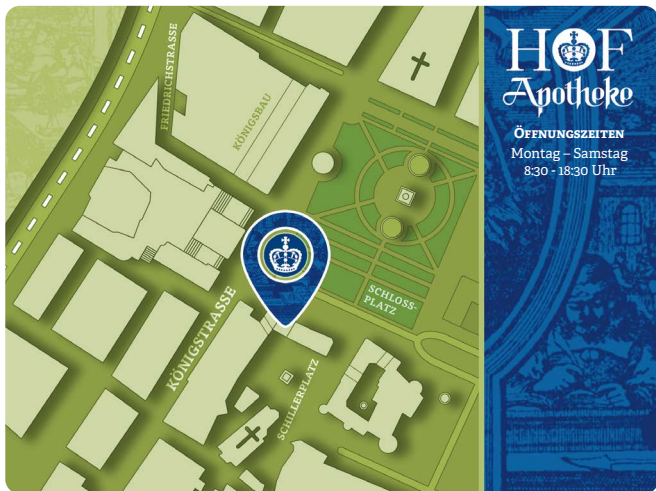 FRIEDRICHSTRASSE
KÖNIGSBAU
KÖNIGSTRASSE
SCHLOSS-
PLATZ
SCHILLERPLATZ
HOF
Apotheke
ÖFFNUNGSZEITEN
Montag – Samstag
8:30 - 18:30 Uhr